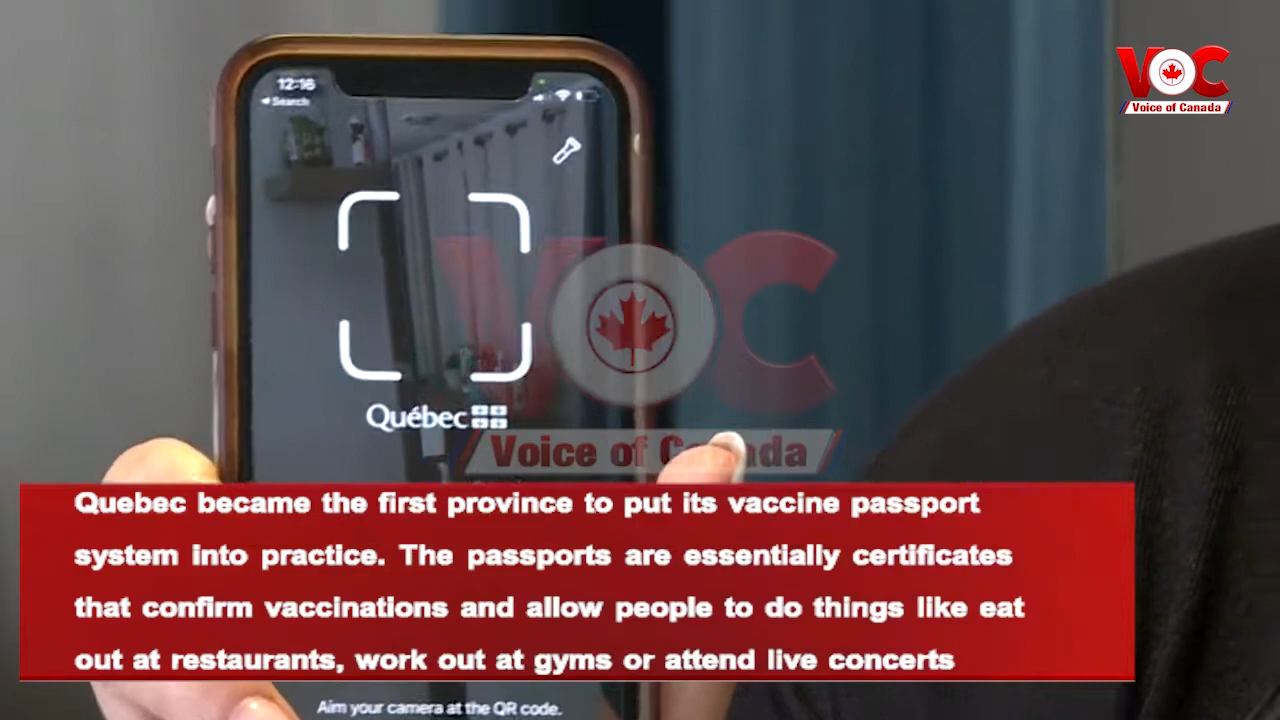 12:16
Search
VOC
Voice of Canada
Québec
VOC
Voice of Canada
Quebec became the first province to put its vaccine passport
system into practice. The passports are essentially certificates
that confirm vaccinations and allow people to do things like eat
out at restaurants, work out at gyms or attend live concerts
Aim your camera at the QR code.